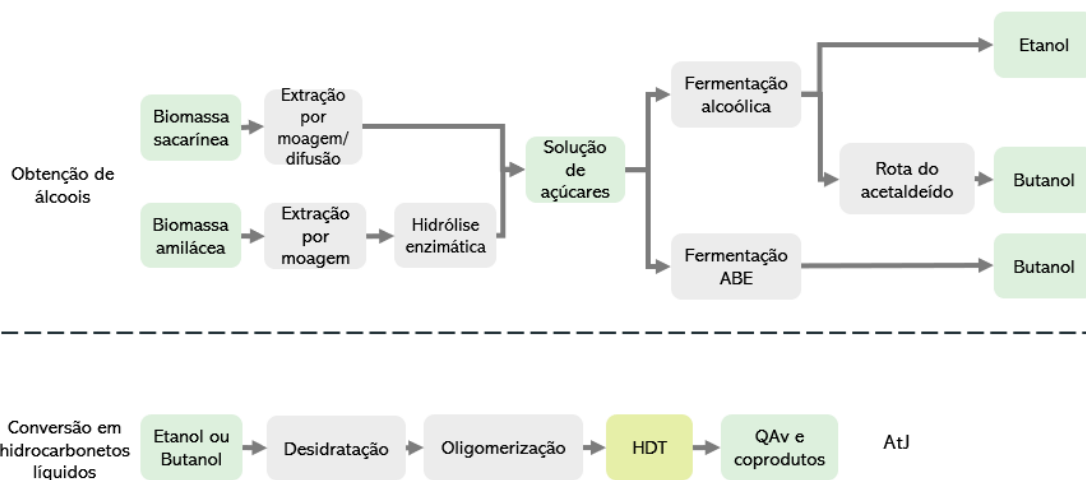 Obtenção de
álcoois
Biomassa
sacarínea
Extração
por
moagem/
difusão
Biomassa
amilácea
Extração
por
moagem
Hidrólise
enzimática
Solução
de
açúcares
Fermentação
alcoólica
Etanol
Rota do
acetaldeído
Butanol
Fermentação
ABE
Butanol
Conversão em
hidrocarbonetos
líquidos
Etanol ou
Butanol
Desidratação
Oligomerização
HDT
QAv e
coprodutos
AtJ